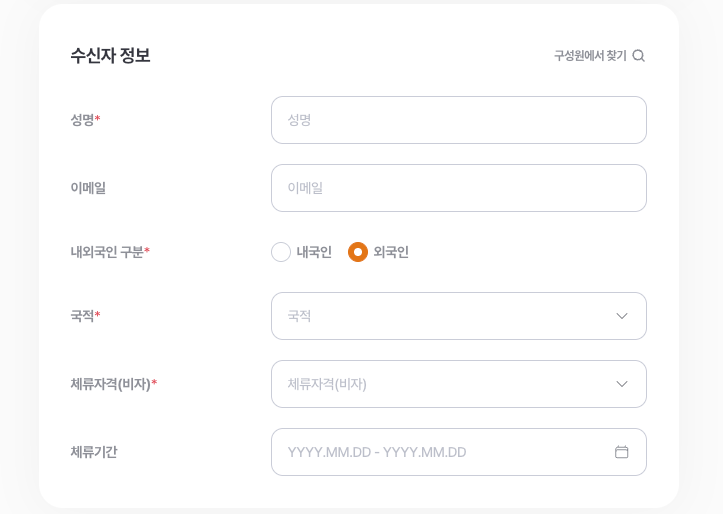 수신자 정보
구성원에서 찾기
성명*
성명
이메일
이메일
내외국인 구분*
내국인
외국인
국적*
국적
체류자격(비자)*
체류자격(비자)
체류기간
YYYY.MM.DD - YYYY.MM.DD